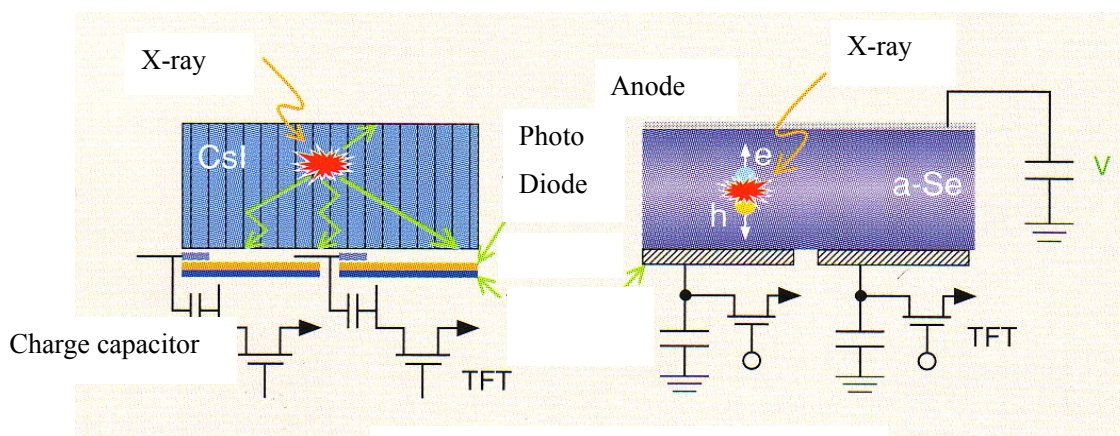 X-ray
X-ray
Anode
Photo
Diode
CsI
e
h
a-Se
V
Charge capacitor
TFT
TFT